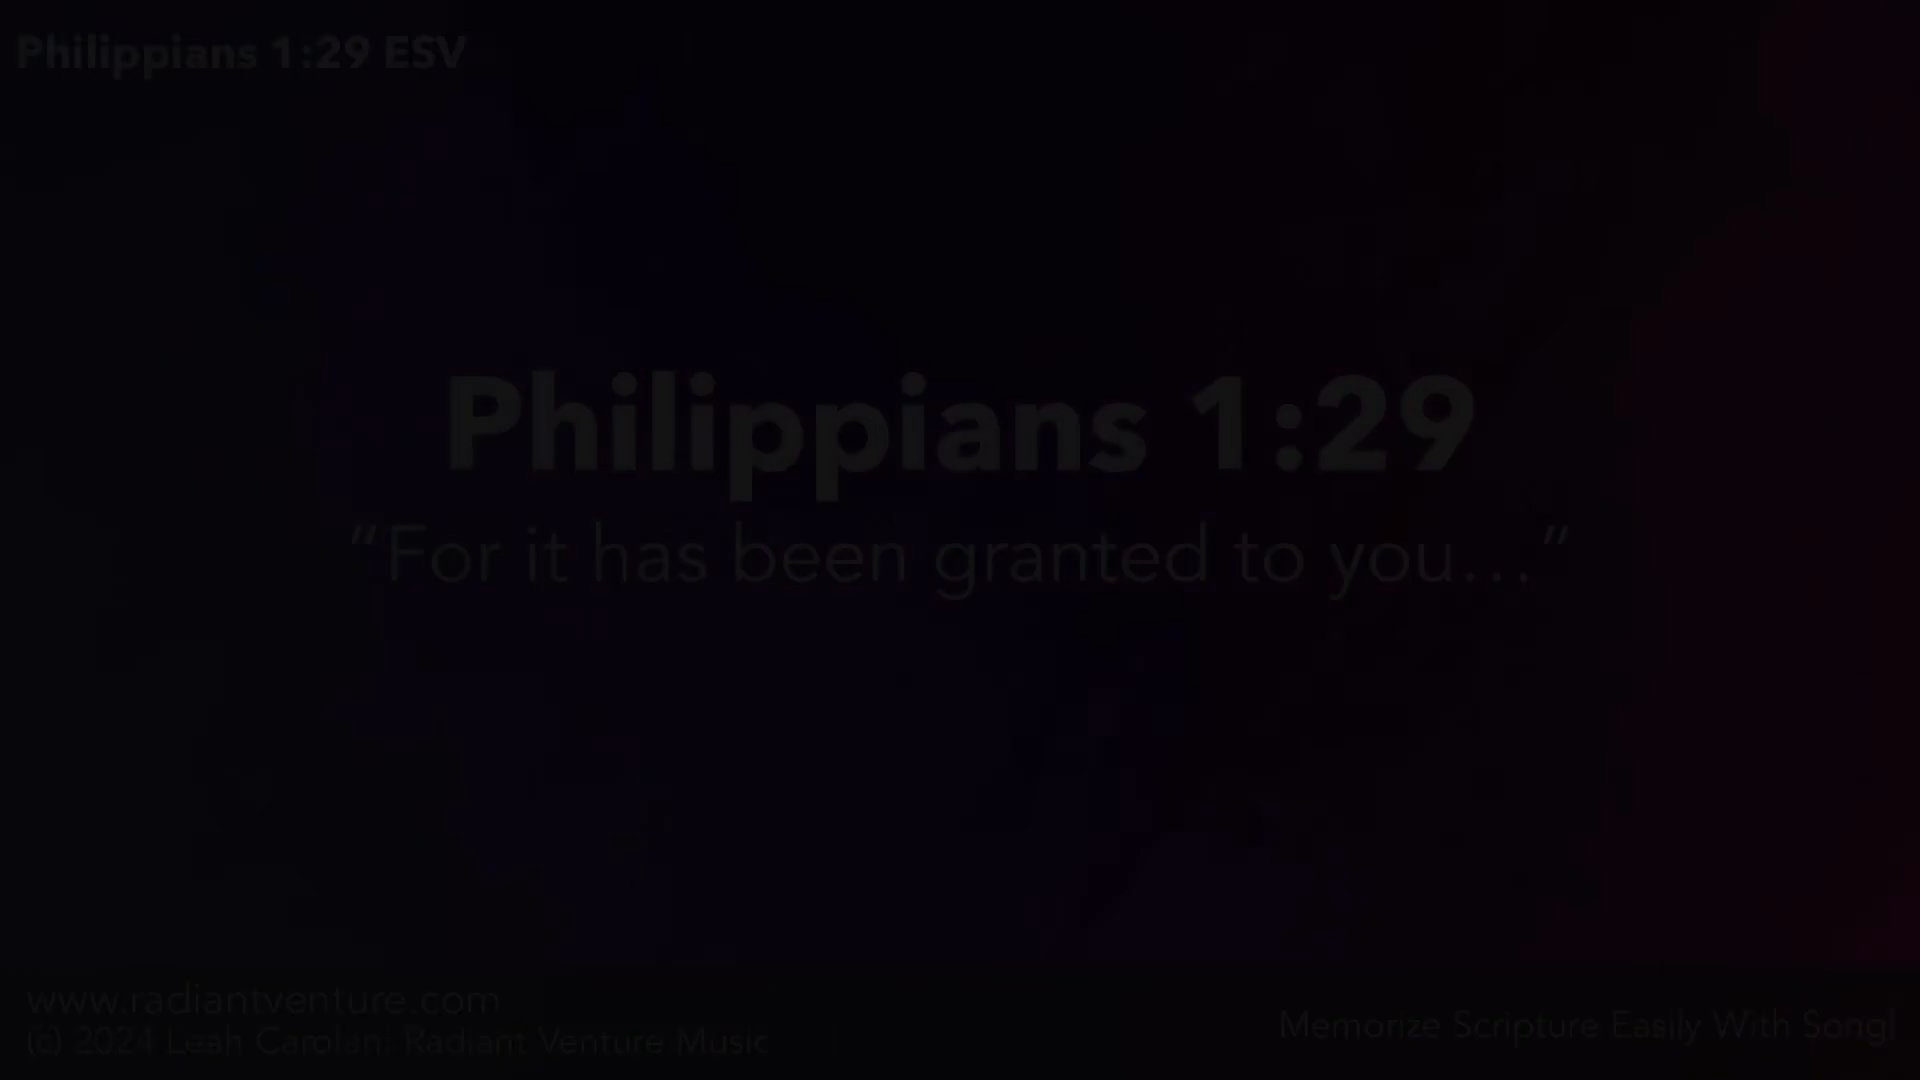 Philippians 1:29 ESV
Philippians 1:29
“For it has been granted to you...”
www.radiantventure.com
(c) 2024 Leah Carolan| Radiant Venture Music
Memorize Scripture Easily With Song|